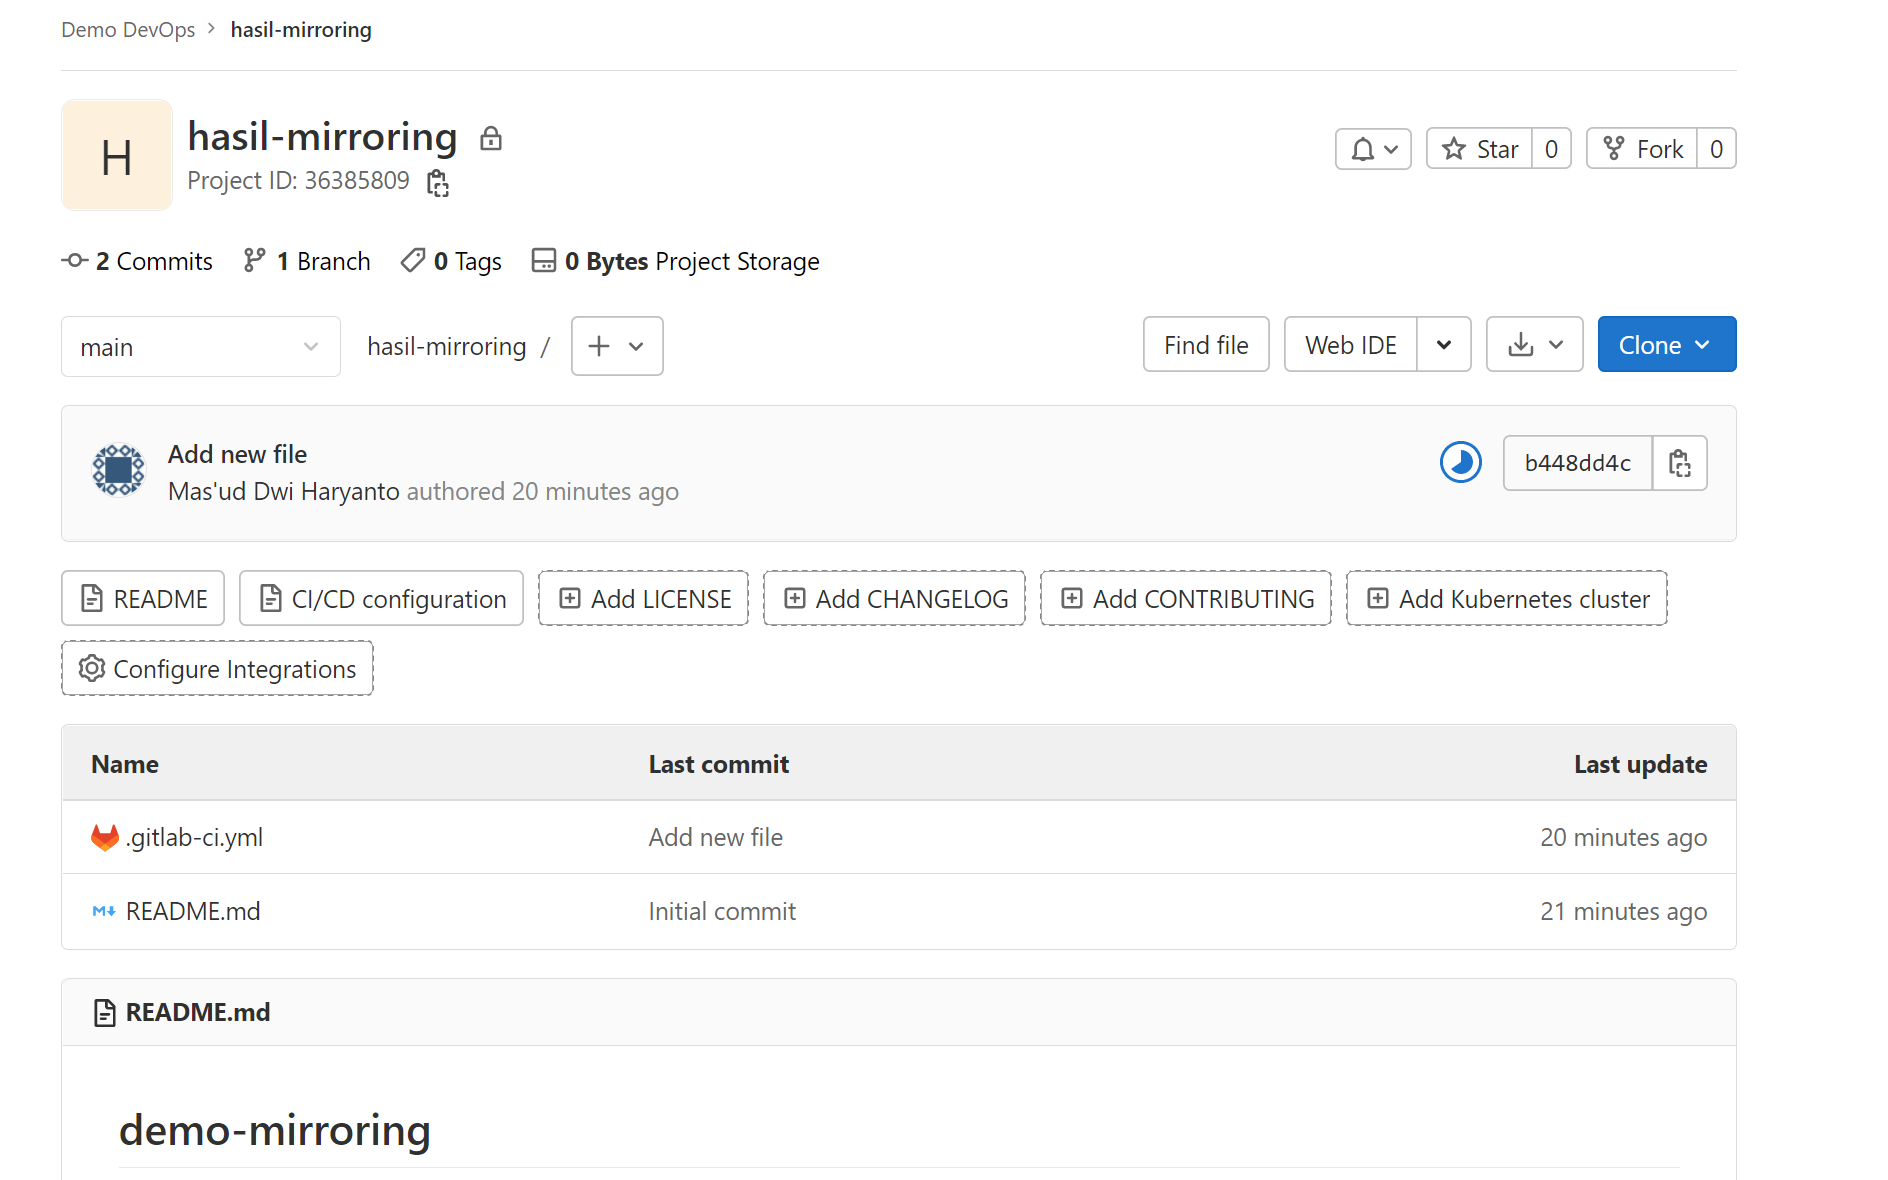 Demo DevOps > hasil-mirroring
H
hasil-mirroring
Project ID: 36385809
Star 0
Fork 0
2 Commits 1 Branch 0 Tags 0 Bytes Project Storage
main
hasil-mirroring /
Find file
Web IDE
Clone
Add new file
Mas'ud Dwi Haryanto authored 20 minutes ago
b448dd4c
README
CI/CD configuration
Add LICENSE
Add CHANGELOG
Add CONTRIBUTING
Add Kubernetes cluster
Configure Integrations
Name Last commit Last update
.gitlab-ci.yml Add new file 20 minutes ago
README.md Initial commit 21 minutes ago
README.md
demo-mirroring